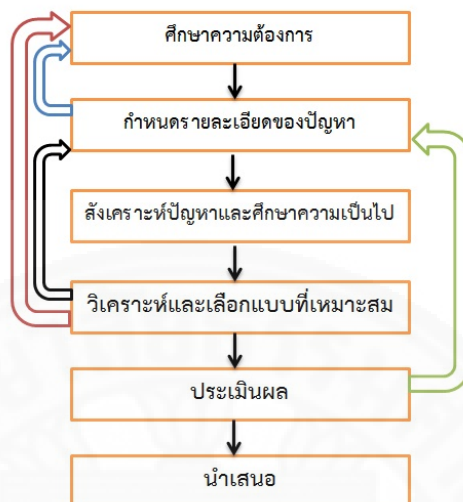 ศึกษาความต้องการ
กำหนดรายละเอียดของปัญหา
สังเคราะห์ปัญหาและศึกษาความเป็นไป
วิเคราะห์และเลือกแบบที่เหมาะสม
ประเมินผล
นำเสนอ